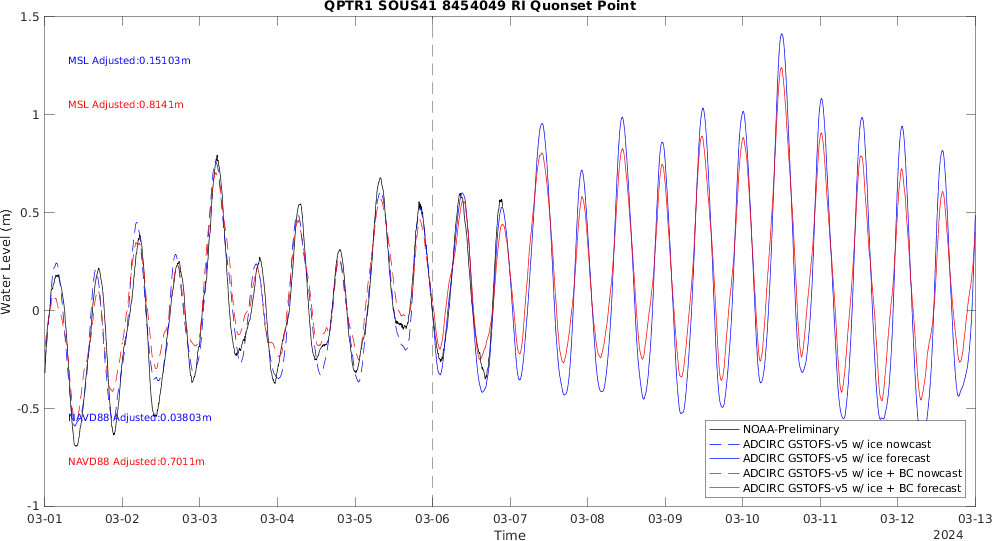 QPTR1 SOUS41 8454049 RI Quonset Point
1.5
1
0.5
0
-0.5
-1
Water Level (m)
MSL Adjusted:0.15103m
MSL Adjusted:0.8141m
NAVD88 Adjusted:0.03803m
NAVD88 Adjusted:0.7011m
NOAA-Preliminary
ADCIRC GSTOFS-v5 w/ ice nowcast
ADCIRC GSTOFS-v5 w/ ice forecast
ADCIRC GSTOFS-v5 w/ ice + BC nowcast
ADCIRC GSTOFS-v5 w/ ice + BC forecast
03-01 03-02 03-03 03-04 03-05 03-06 03-07 03-08 03-09 03-10 03-11 03-12 03-13
Time
2024